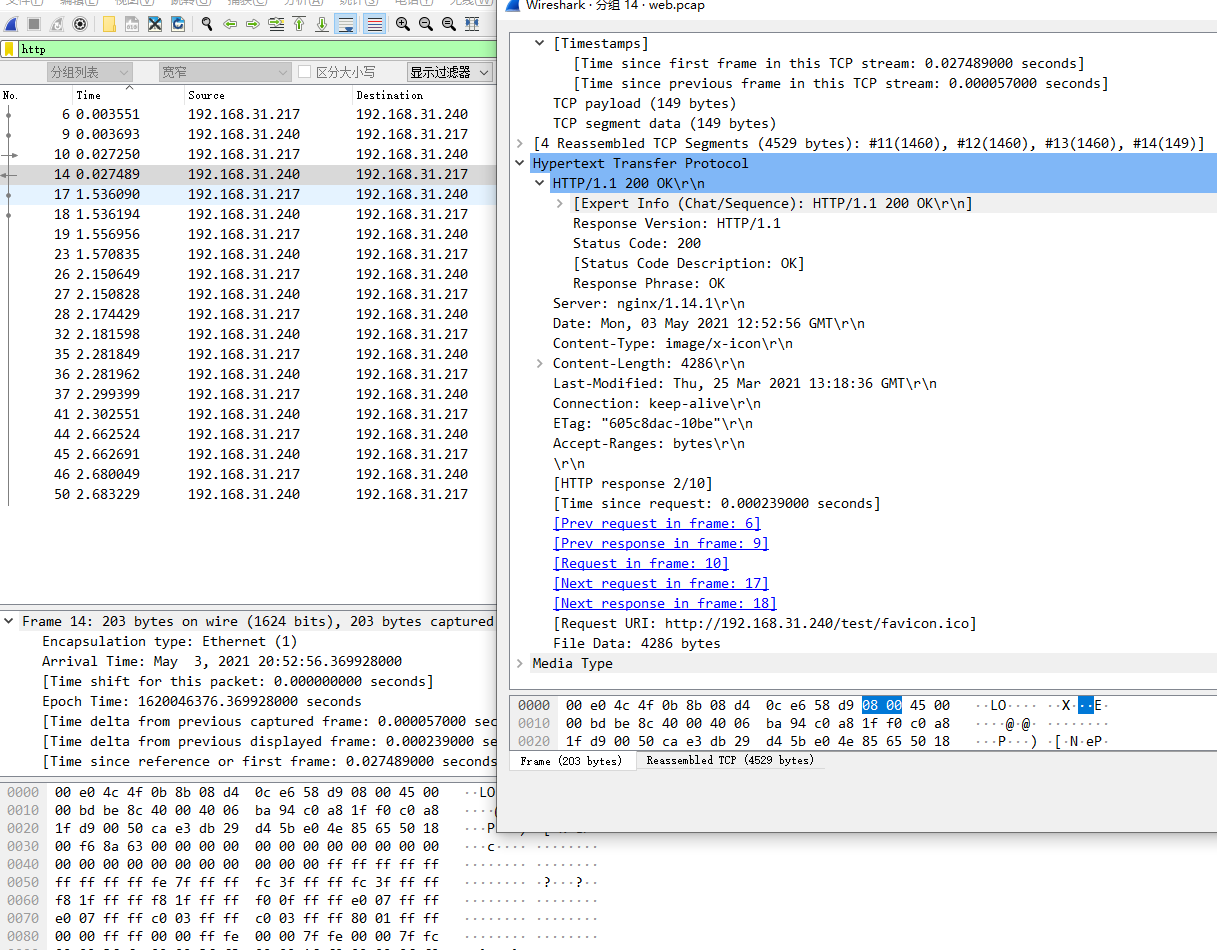 Wireshark · 分组 14 · web.pcap
http
分组列表 宽窄 区分大小写 显示过滤器
No. Time Source Destination
6 0.003551 192.168.31.217 192.168.31.240
9 0.003693 192.168.31.240 192.168.31.217
10 0.027250 192.168.31.217 192.168.31.240
14 0.027489 192.168.31.240 192.168.31.217
17 1.536090 192.168.31.217 192.168.31.240
18 1.536194 192.168.31.240 192.168.31.217
19 1.556956 192.168.31.217 192.168.31.240
23 1.570835 192.168.31.240 192.168.31.217
26 2.150649 192.168.31.217 192.168.31.240
27 2.150828 192.168.31.240 192.168.31.217
28 2.174429 192.168.31.217 192.168.31.240
32 2.181598 192.168.31.240 192.168.31.217
35 2.281849 192.168.31.217 192.168.31.240
36 2.281962 192.168.31.240 192.168.31.217
37 2.299399 192.168.31.217 192.168.31.240
41 2.302551 192.168.31.240 192.168.31.217
44 2.662524 192.168.31.217 192.168.31.240
45 2.662691 192.168.31.240 192.168.31.217
46 2.680049 192.168.31.217 192.168.31.240
50 2.683229 192.168.31.240 192.168.31.217
Frame 14: 203 bytes on wire (1624 bits), 203 bytes captured
Encapsulation type: Ethernet (1)
Arrival Time: May  3, 2021 20:52:56.369928000
[Time shift for this packet: 0.000000000 seconds]
Epoch Time: 1620046376.369928000 seconds
[Time delta from previous captured frame: 0.000057000 sec
[Time delta from previous displayed frame: 0.000239000 se
[Time since reference or first frame: 0.027489000 seconds
0000 00 e0 4c 4f 0b 8b 08 d4 0c e6 58 d9 08 00 45 00 ··LO
0010 00 bd be 8c 40 00 40 06 ba 94 c0 a8 1f f0 c0 a8
0020 1f d9 00 50 ca e3 db 29 d4 5b e0 4e 85 65 50 18 ···P
0030 00 f6 8a 63 00 00 00 00 00 00 00 00 00 00 00 00 ···c···· ········
0040 00 00 00 00 00 00 00 00 00 00 00 ff ff ff ff ff ········ ········
0050 ff ff ff ff fe 7f ff ff fc 3f ff ff fc 3f ff ff ········ ·?···?··
0060 f8 1f ff ff f8 1f ff ff f0 0f ff ff e0 07 ff ff ········ ········
0070 e0 07 ff ff c0 03 ff ff c0 03 ff ff 80 01 ff ff ········ ········
0080 00 00 ff ff 00 00 ff fe 00 00 7f fe 00 00 7f fc ········ ········
[Timestamps]
[Time since first frame in this TCP stream: 0.027489000 seconds]
[Time since previous frame in this TCP stream: 0.000057000 seconds]
TCP payload (149 bytes)
TCP segment data (149 bytes)
[4 Reassembled TCP Segments (4529 bytes): #11(1460), #12(1460), #13(1460), #14(149)]
Hypertext Transfer Protocol
HTTP/1.1 200 OK\r\n
[Expert Info (Chat/Sequence): HTTP/1.1 200 OK\r\n]
Response Version: HTTP/1.1
Status Code: 200
[Status Code Description: OK]
Response Phrase: OK
Server: nginx/1.14.1\r\n
Date: Mon, 03 May 2021 12:52:56 GMT\r\n
Content-Type: image/x-icon\r\n
Content-Length: 4286\r\n
Last-Modified: Thu, 25 Mar 2021 13:18:36 GMT\r\n
Connection: keep-alive\r\n
ETag: "605c8dac-10be"\r\n
Accept-Ranges: bytes\r\n
\r\n
[HTTP response 2/10]
[Time since request: 0.000239000 seconds]
[Prev request in frame: 6]
[Prev response in frame: 9]
[Request in frame: 10]
[Next request in frame: 17]
[Next response in frame: 18]
[Request URI: http://192.168.31.240/test/favicon.ico]
File Data: 4286 bytes
Media Type
0000 00 e0 4c 4f 0b 8b 08 d4 0c e6 58 d9 08 00 45 00 ··LO···· ··X···E·
0010 00 bd be 8c 40 00 40 06 ba 94 c0 a8 1f f0 c0 a8 ····@·@· ········
0020 1f d9 00 50 ca e3 db 29 d4 5b e0 4e 85 65 50 18 ···P···) ·[·N·eP·
Frame (203 bytes) Reassembled TCP (4529 bytes)